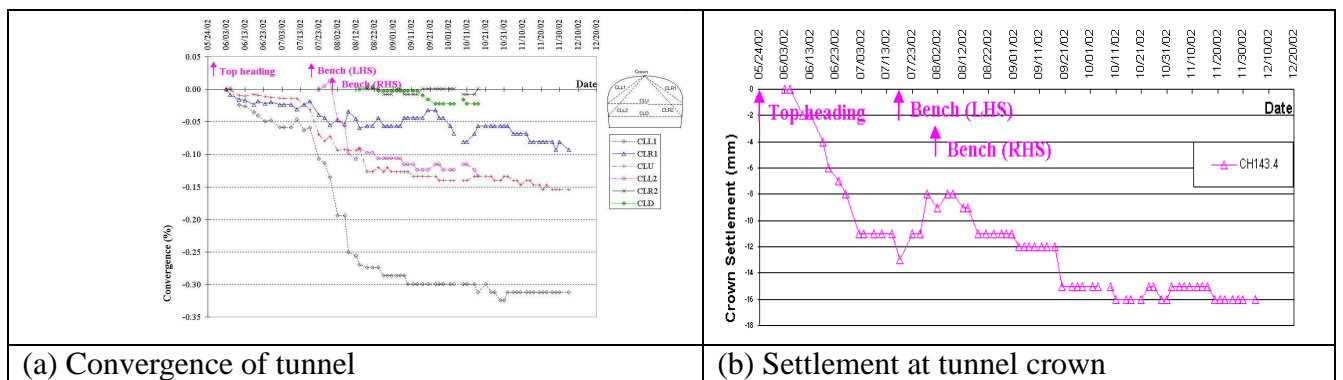 05/24/02 06/03/02 06/13/02 06/23/02 07/03/02 07/13/02 07/23/02 08/02/02 08/12/02 08/22/02 09/01/02 09/11/02 09/21/02 10/01/02 10/11/02 10/21/02 10/31/02 11/10/02 11/20/02 11/30/02 12/10/02 12/20/02
0.05
0.00
-0.05
-0.10
-0.15
-0.20
-0.25
-0.30
-0.35
Convergence (%)
Top heading
Bench (LHS)
Bench (RHS)
Date
Crown
CLL1
CLR1
CLU
CLL2
CLR2
CLD
CLL1
CLR1
CLU
CLL2
CLR2
CLD
(a) Convergence of tunnel
05/24/02 06/03/02 06/13/02 06/23/02 07/03/02 07/13/02 07/23/02 08/02/02 08/12/02 08/22/02 09/01/02 09/11/02 09/21/02 10/01/02 10/11/02 10/21/02 10/31/02 11/10/02 11/20/02 11/30/02 12/10/02 12/20/02
0
-2
-4
-6
-8
-10
-12
-14
-16
-18
Crown Settlement (mm)
Top heading
Bench (LHS)
Bench (RHS)
Date
CH143.4
(b) Settlement at tunnel crown